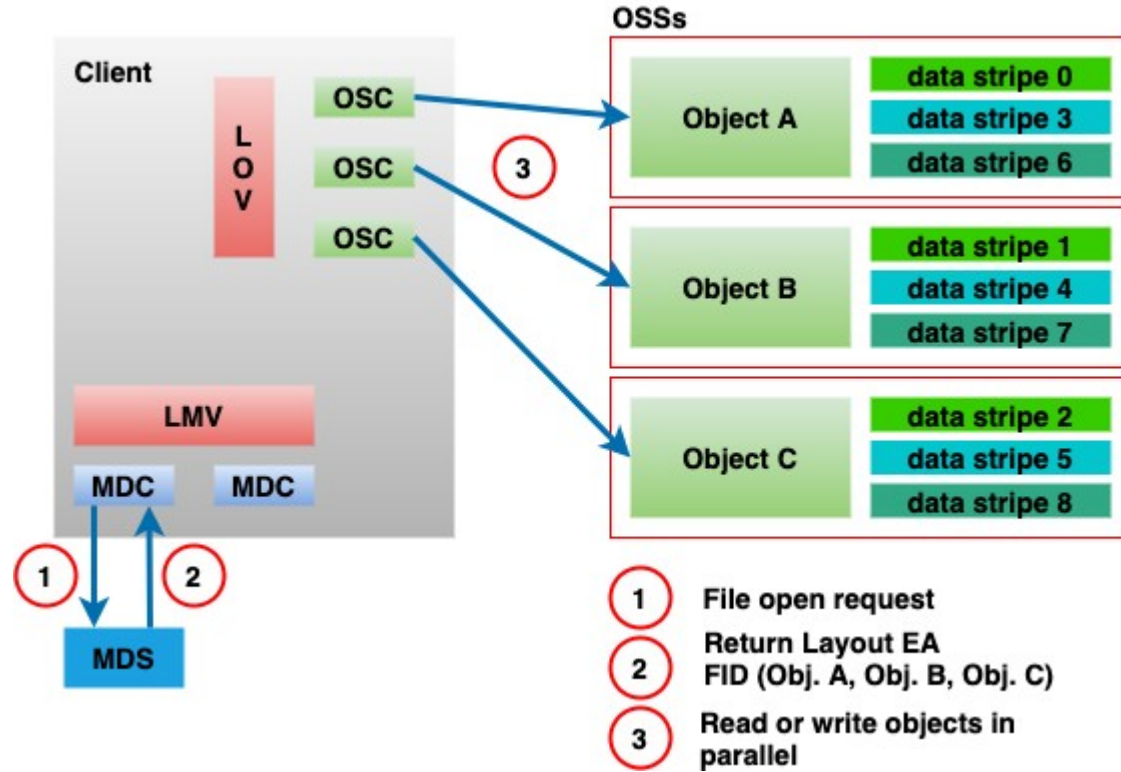 OSSs
Client
L
O
V
OSC
OSC
OSC
3
Object A
data stripe 0
data stripe 3
data stripe 6
Object B
data stripe 1
data stripe 4
data stripe 7
Object C
data stripe 2
data stripe 5
data stripe 8
LMV
MDC
MDC
1
2
MDS
1
File open request
2
Return Layout EA
FID (Obj. A, Obj. B, Obj. C)
3
Read or write objects in
parallel